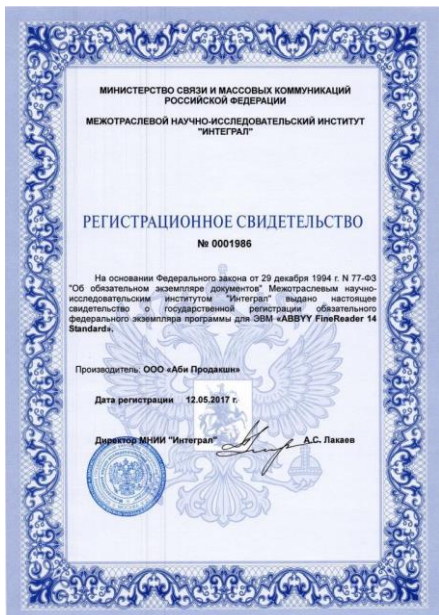 МИНИСТЕРСТВО СВЯЗИ И МАССОВЫХ КОММУНИКАЦИЙ
РОССИЙСКОЙ ФЕДЕРАЦИИ
МЕЖОТРАСЛЕВОЙ НАУЧНО-ИССЛЕДОВАТЕЛЬСКИЙ ИНСТИТУТ
"ИНТЕГРАЛ"
РЕГИСТРАЦИОННОЕ СВИДЕТЕЛЬСТВО
№ 0001986
На основании Федерального закона от 29 декабря 1994 г. N 77-ФЗ
"Об обязательном экземпляре документов" Межотраслевым научно-
исследовательским институтом "Интеграл" выдано настоящее
свидетельство о государственной регистрации обязательного
федерального экземпляра программы для ЭВМ «ABBYY FineReader 14
Standard».
Производитель: ООО «Аби Продакшн»
Дата регистрации 12.05.2017 г.
Директор МНИИ "Интеграл" А.С. Лакаев